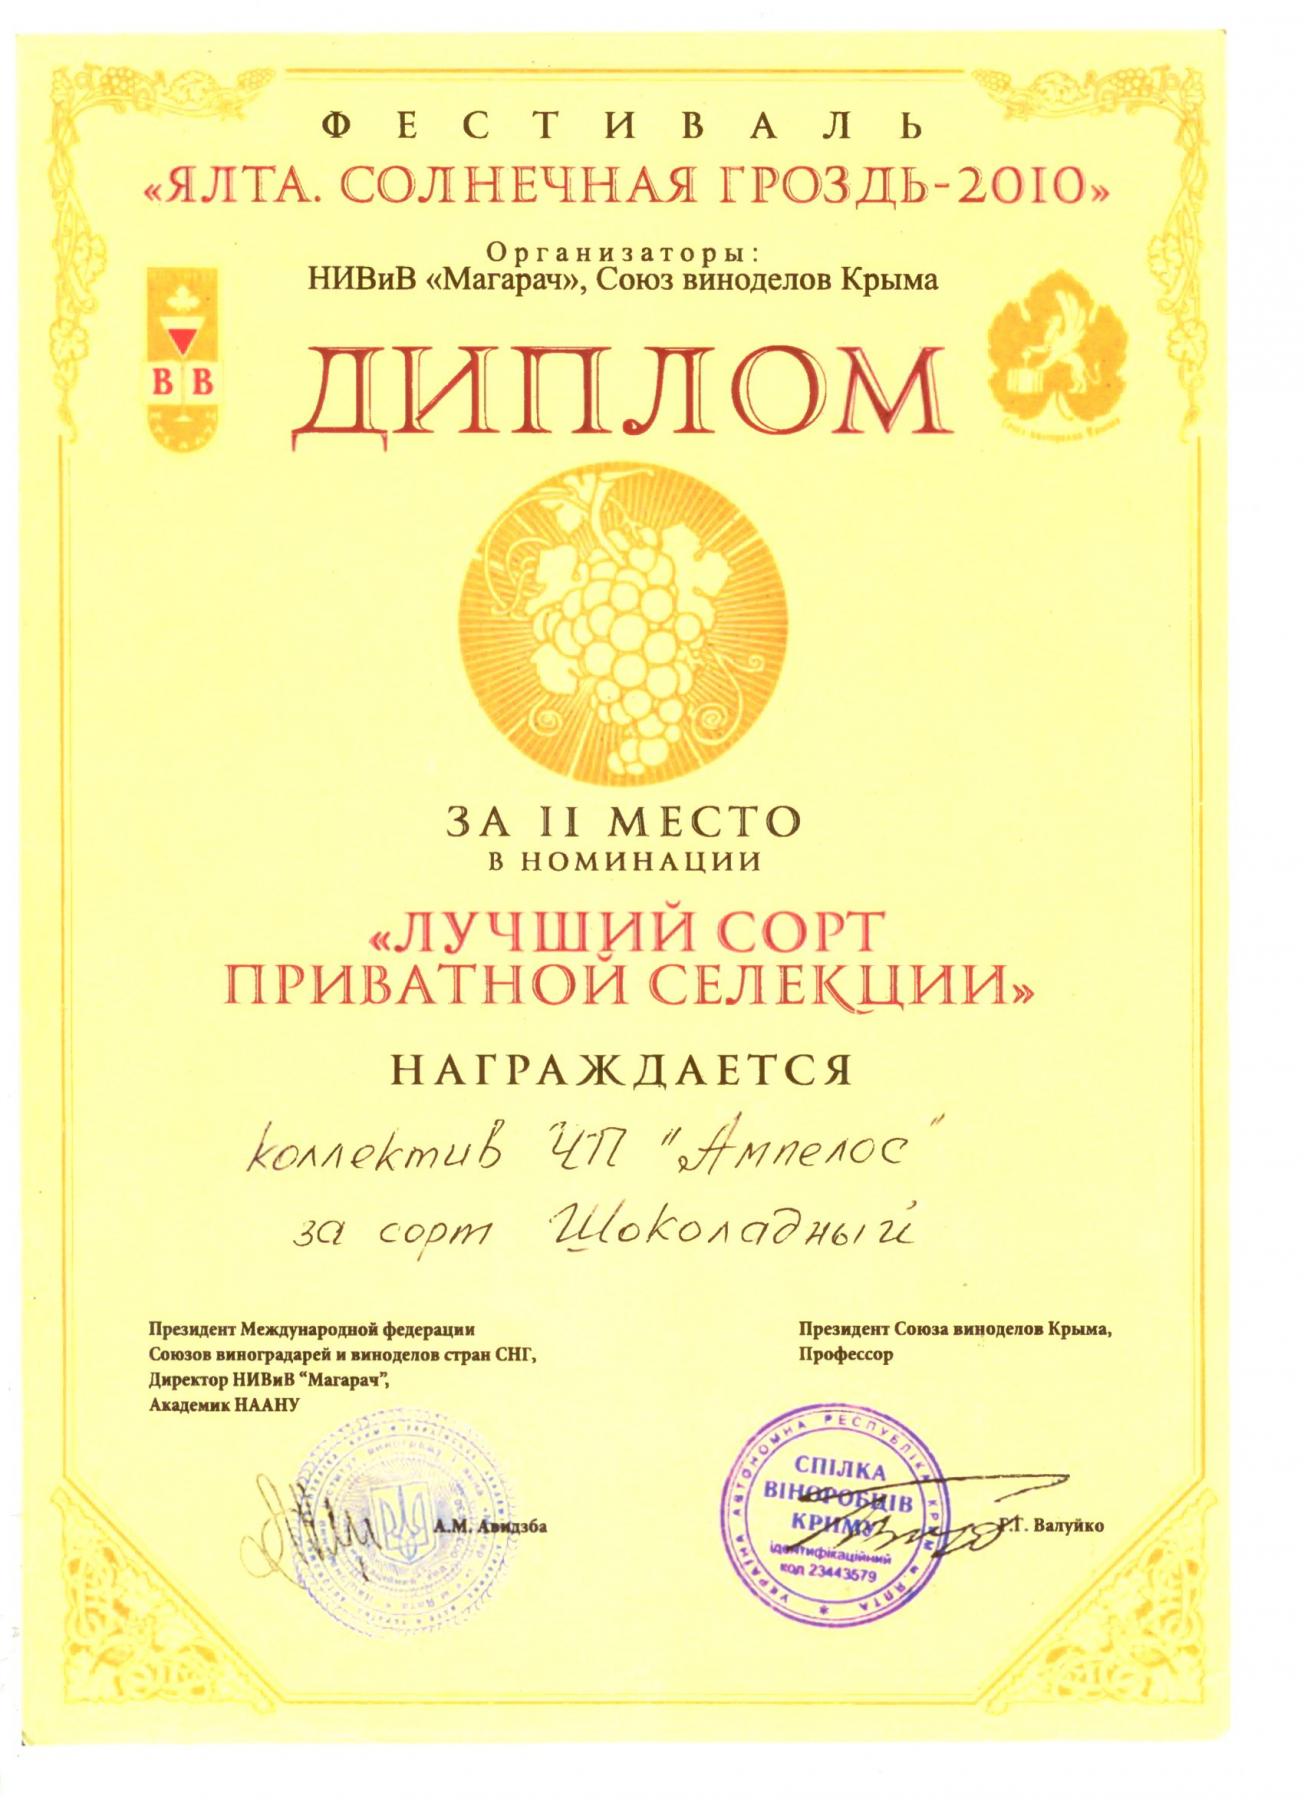 ФЕСТИВАЛЬ
«ЯЛТА. СОЛНЕЧНАЯ ГРОЗДЬ-2010»
Организаторы:
НИВиВ «Магарач», Союз виноделов Крыма
В В
Союз виноделов Крыма
ДИПЛОМ
ЗА II МЕСТО
В НОМИНАЦИИ
«ЛУЧШИЙ СОРТ
ПРИВАТНОЙ СЕЛЕКЦИИ»
НАГРАЖДАЕТСЯ
коллектив ЧП "Ампелос"
за сорт Шоколадный
Президент Международной федерации
Союзов виноградарей и виноделов стран СНГ,
Директор НИВиВ "Магарач",
Академик НААНУ
А.М. Авидзба
Президент Союза виноделов Крыма,
Профессор
Г.Г. Валуйко
УКРАЇНА АВТОНОМНА РЕСПУБЛІКА КРИМ м. ЯЛТА
СПІЛКА
ВІНОРОБЦІВ
КРИМУ
ідентифікаційний
код 23443579